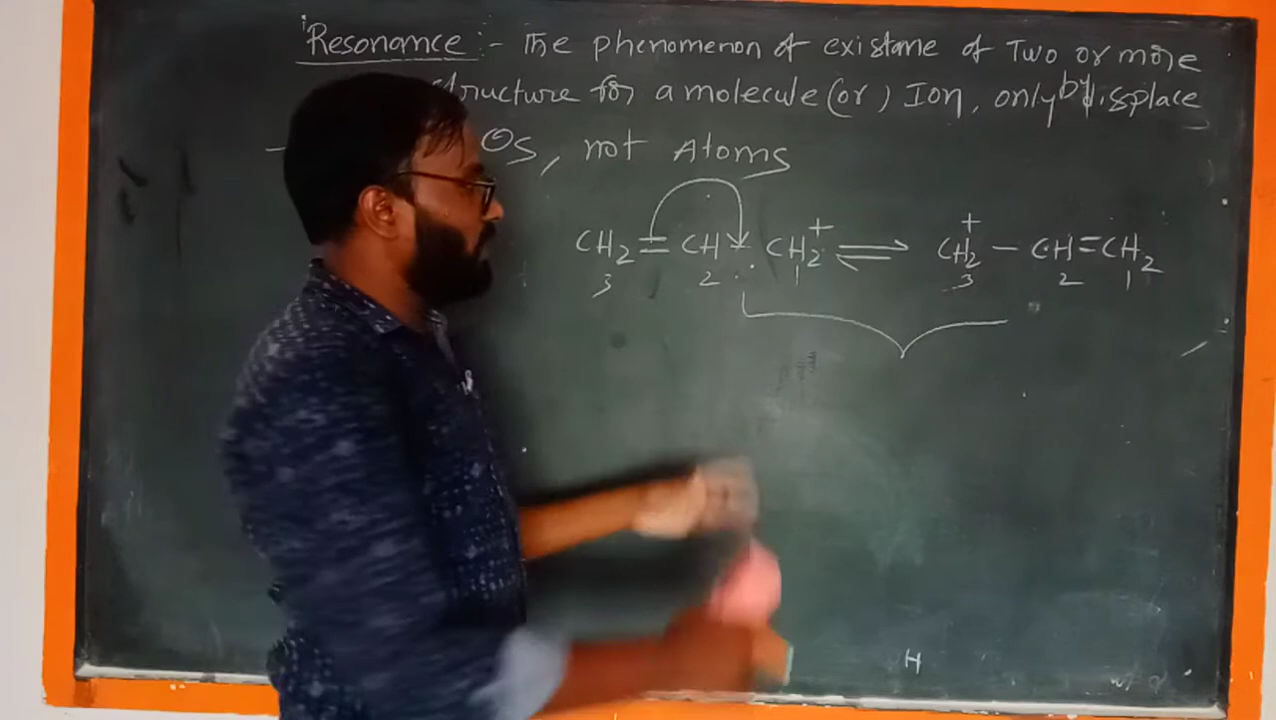 Resonance :- The phenomenon of existane of Two or more
structure for a molecule (or) Ion, only by displace
- Os, not Atoms
CH2 = CH - CH2+ ⇌ CH2+ - CH = CH2
3 2 1 3 2 1
H